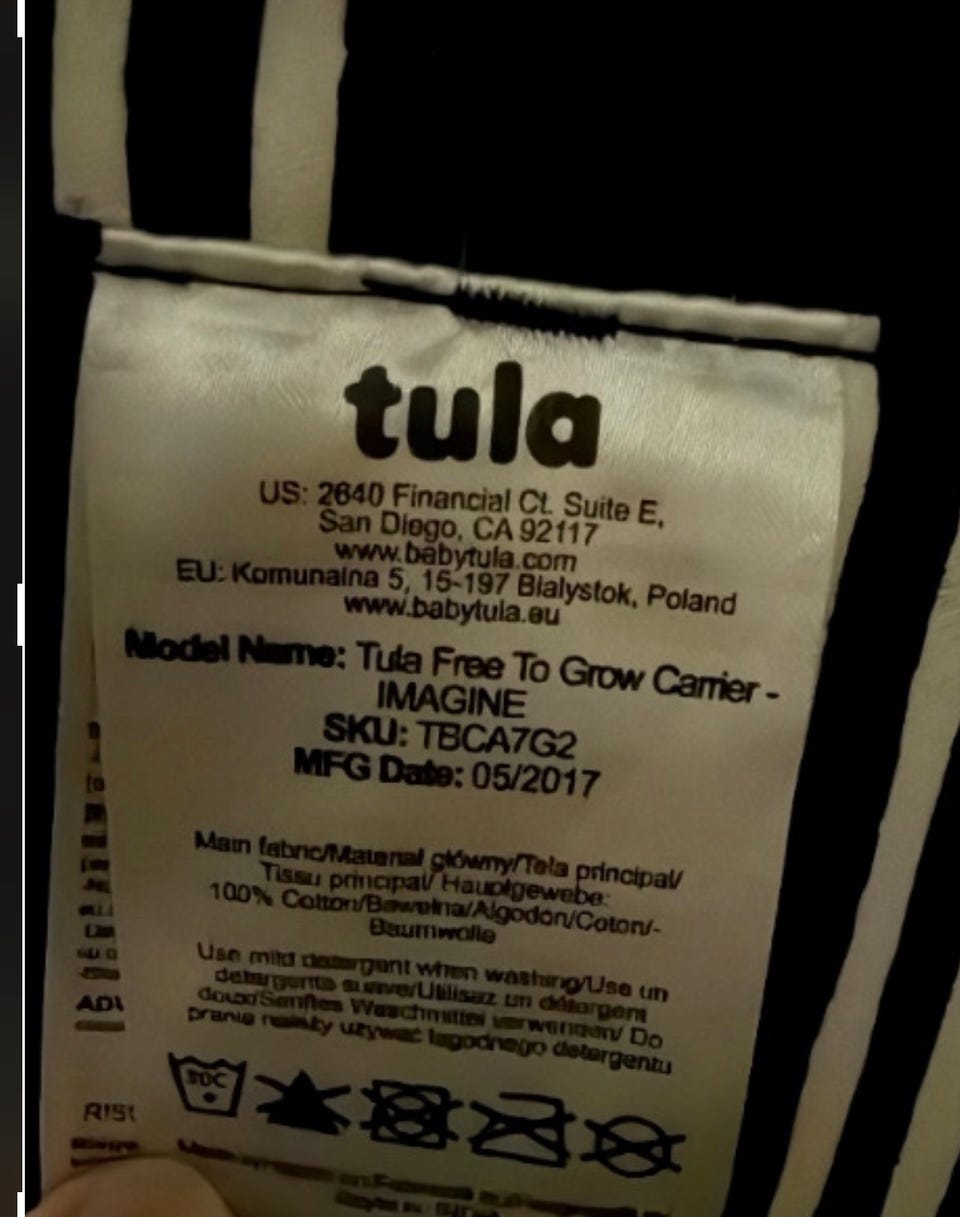 tula
US: 2640 Financial Ct. Suite E,
San Diego, CA 92117
www.babytula.com
EU: Komunalna 5, 15-197 Bialystok, Poland
www.babytula.eu
Model Name: Tula Free To Grow Carrier -
IMAGINE
SKU: TBCA7G2
MFG Date: 05/2017
Main fabric/Materiał główny/Tela principal/
Tissu principal/ Hauptgewebe:
100% Cotton/Bawełna/Algodón/Coton/-
Baumwolle
Use mild detergent when washing/Use un
detergente suave/Utilisaz un détergent
doux/Sanftes Waschmittel verwenden/ Do
prania należy używać łagodnego detergentu
30C